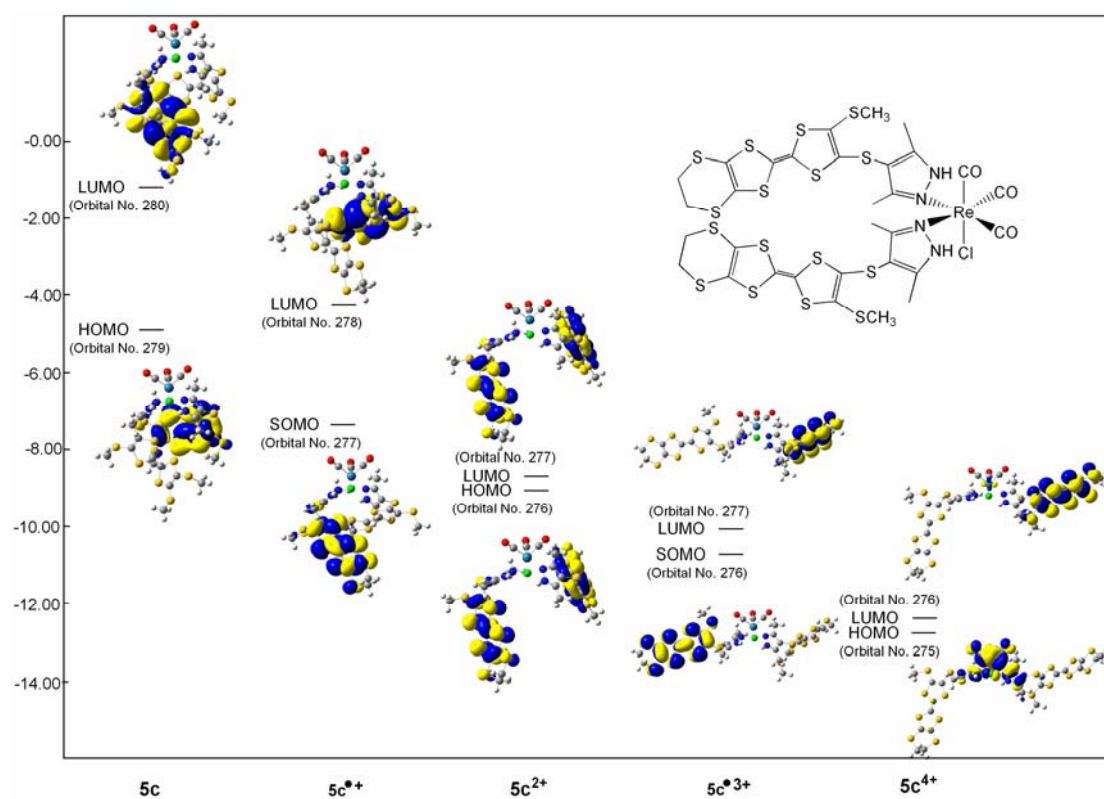 -0.00
-2.00
-4.00
-6.00
-8.00
-10.00
-12.00
-14.00
LUMO
(Orbital No. 280)
HOMO
(Orbital No. 279)
LUMO
(Orbital No. 278)
SOMO
(Orbital No. 277)
(Orbital No. 277)
LUMO
HOMO
(Orbital No. 276)
(Orbital No. 277)
LUMO
SOMO
(Orbital No. 276)
(Orbital No. 276)
LUMO
HOMO
(Orbital No. 275)
SCH3
S S S S
S S S
NH CO
N CO
Re
N CO
NH Cl
S S S S
S S S
SCH3
5c 5c•+ 5c2+ 5c•3+ 5c4+